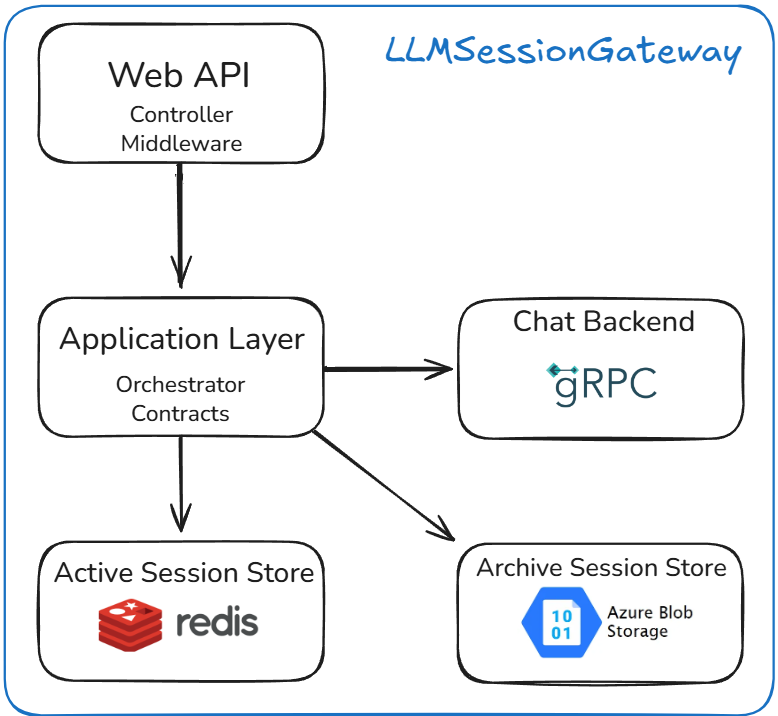 LLMSessionGateway
Web API
Controller
Middleware
Application Layer
Orchestrator
Contracts
Chat Backend
gRPC
Active Session Store
redis
Archive Session Store
10
01
Azure Blob
Storage